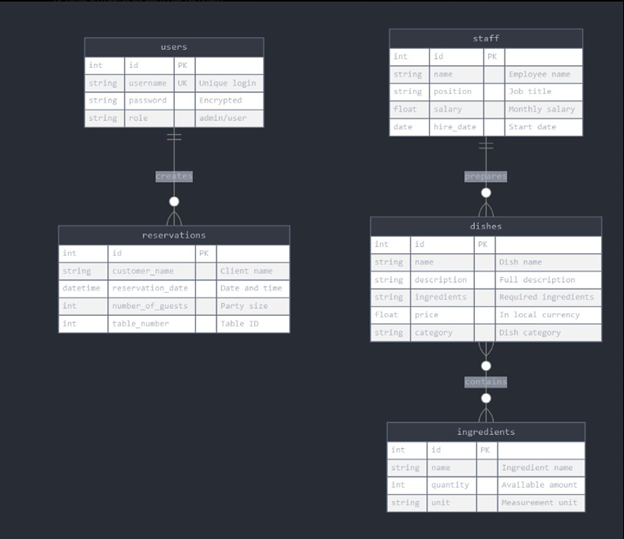 users
int id PK
string username UK Unique login
string password Encrypted
string role admin/user
creates
reservations
int id PK
string customer_name Client name
datetime reservation_date Date and time
int number_of_guests Party size
int table_number Table ID
staff
int id PK
string name Employee name
string position Job title
float salary Monthly salary
date hire_date Start date
prepares
dishes
int id PK
string name Dish name
string description Full description
string ingredients Required ingredients
float price In local currency
string category Dish category
contains
ingredients
int id PK
string name Ingredient name
int quantity Available amount
string unit Measurement unit